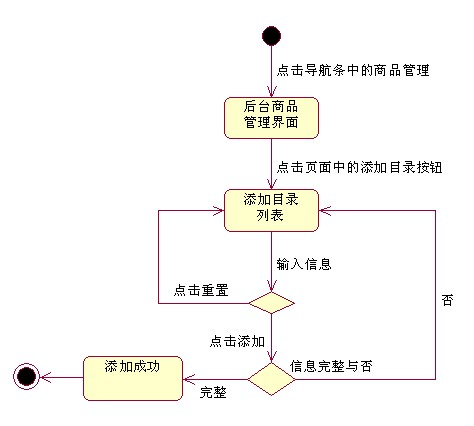 点击导航条中的商品管理
后台商品
管理界面
点击页面中的添加目录按钮
添加目录
列表
输入信息
点击重置
否
点击添加
信息完整与否
添加成功
完整